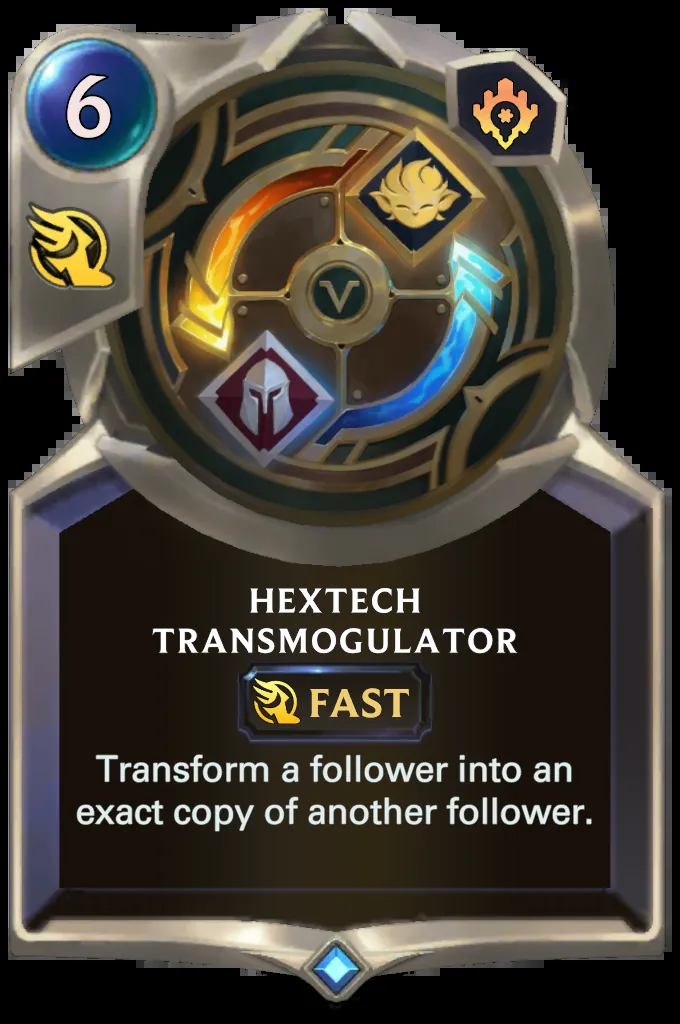 6
V
HEXTECH
TRANSMOGULATOR
FAST
Transform a follower into an
exact copy of another follower.